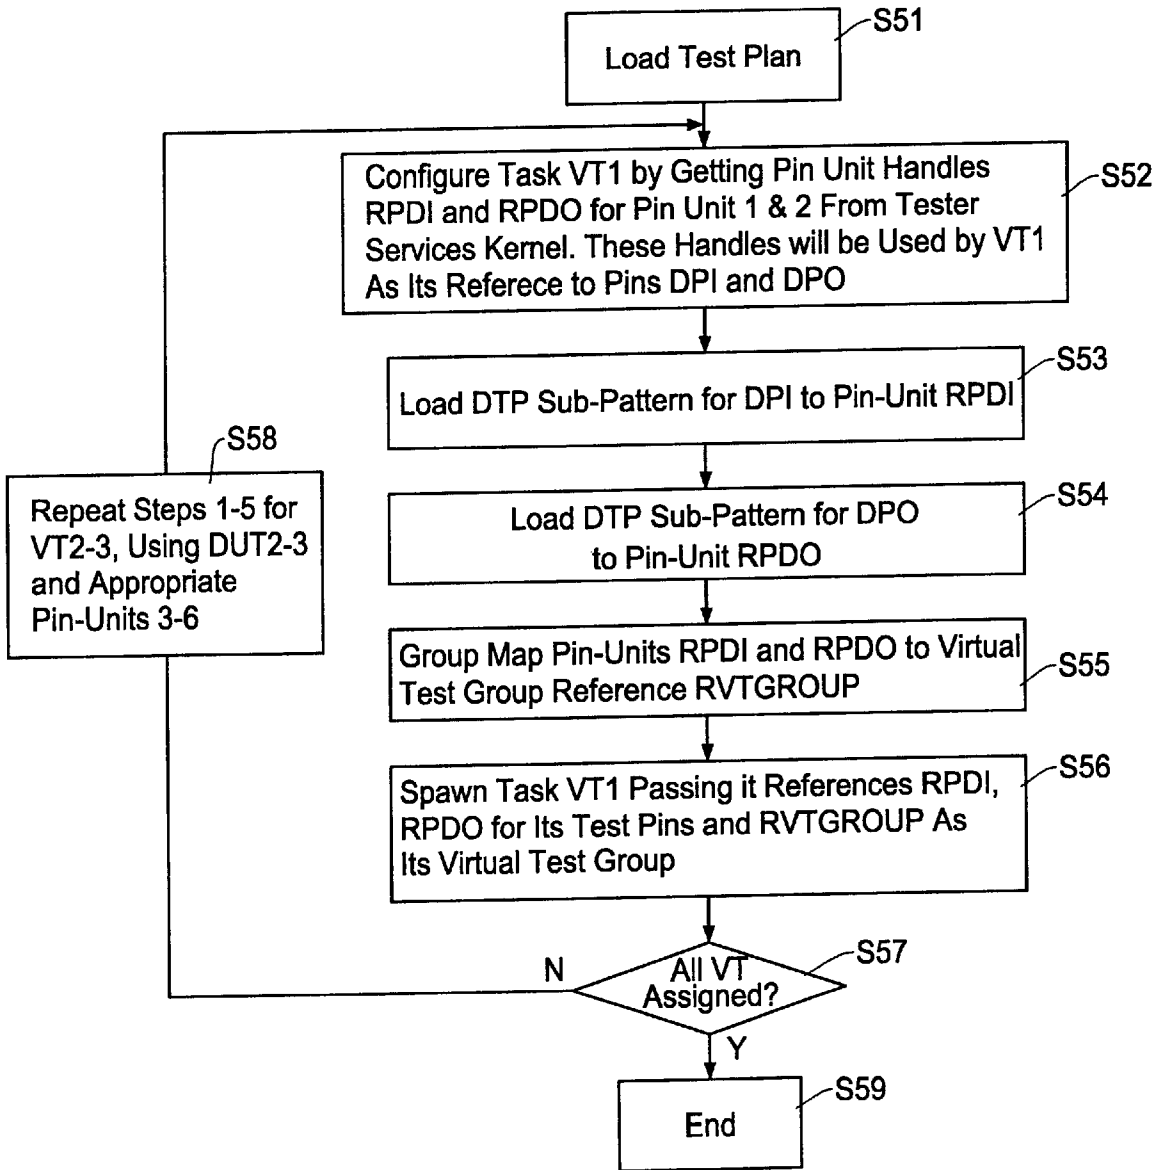 S51
Load Test Plan
S52
Configure Task VT1 by Getting Pin Unit Handles
RPDI and RPDO for Pin Unit 1 & 2 From Tester
Services Kernel. These Handles will be Used by VT1
As Its Referece to Pins DPI and DPO
S53
Load DTP Sub-Pattern for DPI to Pin-Unit RPDI
S58
Repeat Steps 1-5 for
VT2-3, Using DUT2-3
and Appropriate
Pin-Units 3-6
S54
Load DTP Sub-Pattern for DPO
to Pin-Unit RPDO
S55
Group Map Pin-Units RPDI and RPDO to Virtual
Test Group Reference RVTGROUP
S56
Spawn Task VT1 Passing it References RPDI,
RPDO for Its Test Pins and RVTGROUP As
Its Virtual Test Group
S57
N
All VT
Assigned?
Y
S59
End